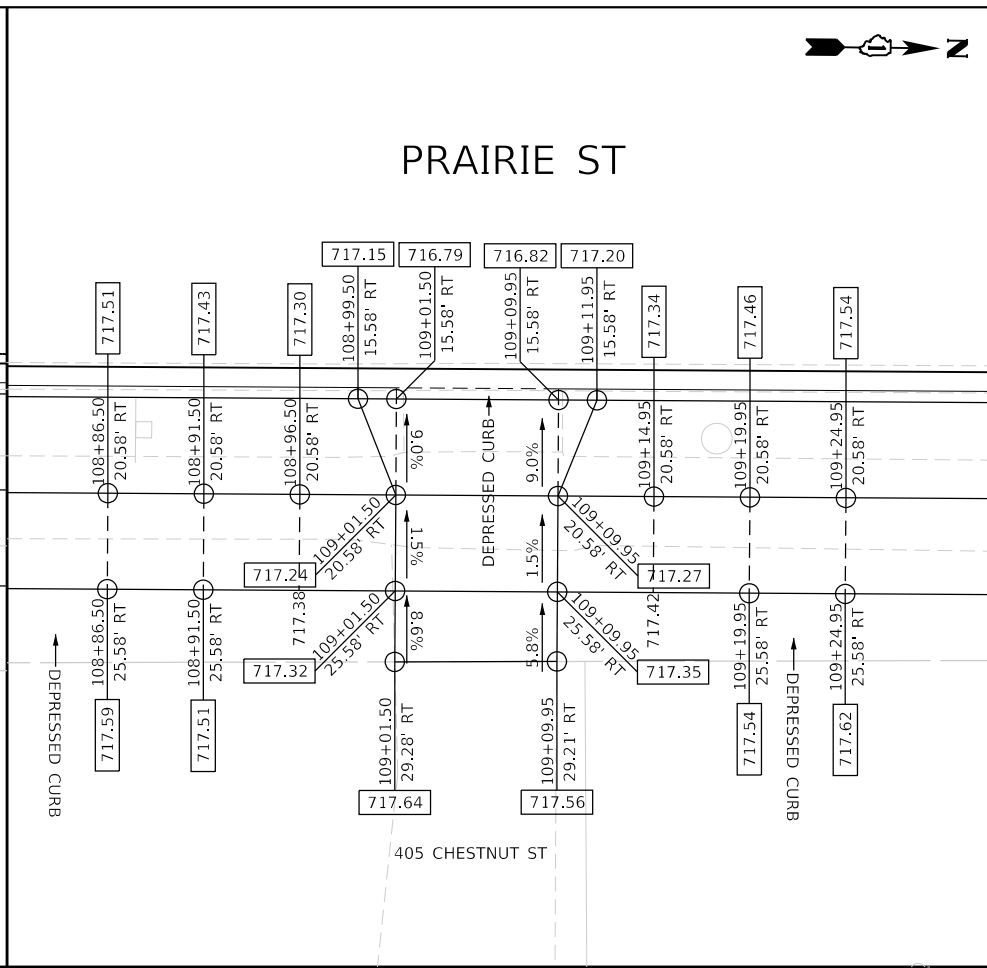 N
PRAIRIE ST
717.15
716.79
716.82
717.20
717.51
717.43
717.30
717.34
717.46
717.54
108+99.50
15.58' RT
109+01.50
15.58' RT
109+09.95
15.58' RT
109+11.95
15.58' RT
108+86.50
20.58' RT
108+91.50
20.58' RT
108+96.50
20.58' RT
9.0%
DEPRESSED CURB
9.0%
109+14.95
20.58' RT
109+19.95
20.58' RT
109+24.95
20.58' RT
109+01.50
20.58' RT
1.5%
1.5%
109+09.95
20.58' RT
717.24
717.27
717.38
717.42
108+86.50
25.58' RT
108+91.50
25.58' RT
109+01.50
25.58' RT
8.6%
5.8%
109+09.95
25.58' RT
109+19.95
25.58' RT
109+24.95
25.58' RT
717.32
717.35
DEPRESSED CURB
717.59
717.51
109+01.50
29.28' RT
109+09.95
29.21' RT
717.54
DEPRESSED CURB
717.62
717.64
717.56
405 CHESTNUT ST